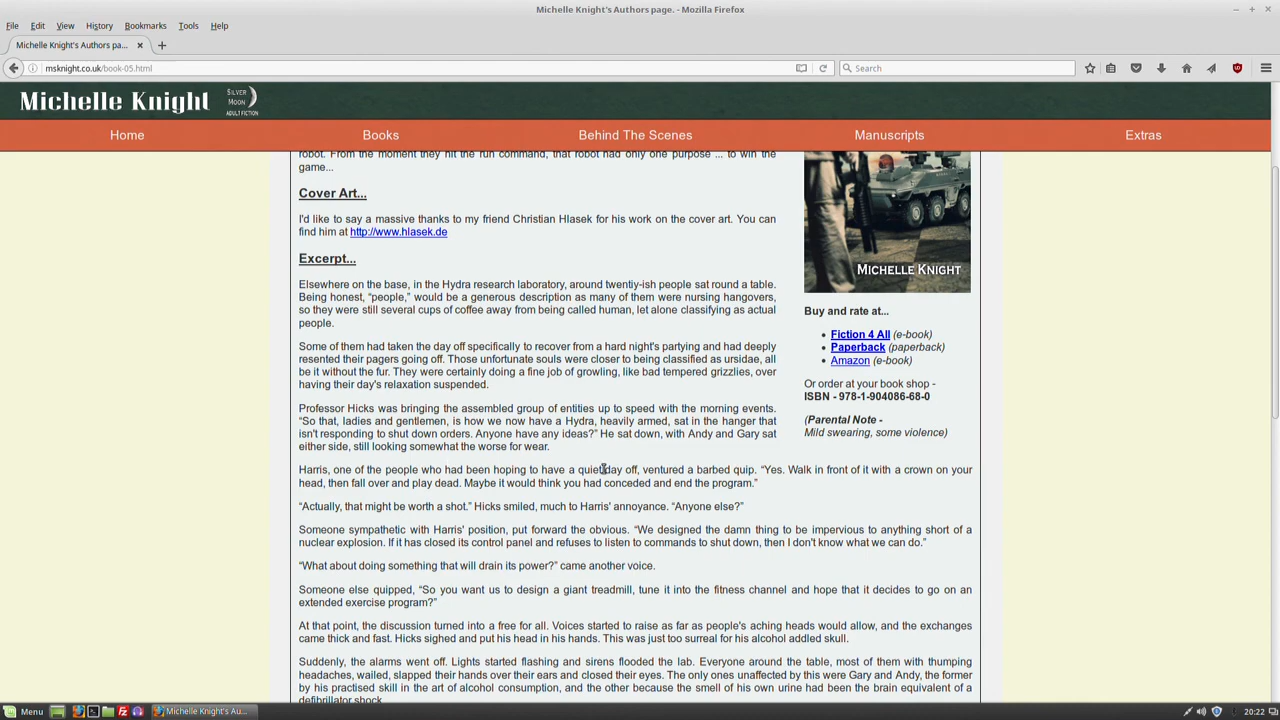 Michelle Knight's Authors page. - Mozilla Firefox
File Edit View History Bookmarks Tools Help
Michelle Knight's Authors pa...
msknight.co.uk/book-05.html
Search
Michelle Knight
SILVER
MOON
ADULT FICTION
Home Books Behind The Scenes Manuscripts Extras
robot. From the moment they hit the run command, that robot had only one purpose ... to win the
game...
Cover Art...
I'd like to say a massive thanks to my friend Christian Hlasek for his work on the cover art. You can
find him at http://www.hlasek.de
Excerpt...
Elsewhere on the base, in the Hydra research laboratory, around twentiy-ish people sat round a table.
Being honest, “people,” would be a generous description as many of them were nursing hangovers,
so they were still several cups of coffee away from being called human, let alone classifying as actual
people.
Some of them had taken the day off specifically to recover from a hard night's partying and had deeply
resented their pagers going off. Those unfortunate souls were closer to being classified as ursidae, all
be it without the fur. They were certainly doing a fine job of growling, like bad tempered grizzlies, over
having their day's relaxation suspended.
Professor Hicks was bringing the assembled group of entities up to speed with the morning events.
“So that, ladies and gentlemen, is how we now have a Hydra, heavily armed, sat in the hanger that
isn't responding to shut down orders. Anyone have any ideas?” He sat down, with Andy and Gary sat
either side, still looking somewhat the worse for wear.
MICHELLE KNIGHT
Buy and rate at...
Fiction 4 All (e-book)
Paperback (paperback)
Amazon (e-book)
Or order at your book shop -
ISBN - 978-1-904086-68-0
(Parental Note -
Mild swearing, some violence)
Harris, one of the people who had been hoping to have a quiet day off, ventured a barbed quip. “Yes. Walk in front of it with a crown on your
head, then fall over and play dead. Maybe it would think you had conceded and end the program.”
“Actually, that might be worth a shot.” Hicks smiled, much to Harris' annoyance. “Anyone else?”
Someone sympathetic with Harris' position, put forward the obvious. “We designed the damn thing to be impervious to anything short of a
nuclear explosion. If it has closed its control panel and refuses to listen to commands to shut down, then I don't know what we can do.”
“What about doing something that will drain its power?” came another voice.
Someone else quipped, “So you want us to design a giant treadmill, tune it into the fitness channel and hope that it decides to go on an
extended exercise program?”
At that point, the discussion turned into a free for all. Voices started to raise as far as people's aching heads would allow, and the exchanges
came thick and fast. Hicks sighed and put his head in his hands. This was just too surreal for his alcohol addled skull.
Suddenly, the alarms went off. Lights started flashing and sirens flooded the lab. Everyone around the table, most of them with thumping
headaches, wailed, slapped their hands over their ears and closed their eyes. The only ones unaffected by this were Gary and Andy, the former
by his practised skill in the art of alcohol consumption, and the other because the smell of his own urine had been the brain equivalent of a
defibrillator shock.
Menu Michelle Knight's Au... 20:22